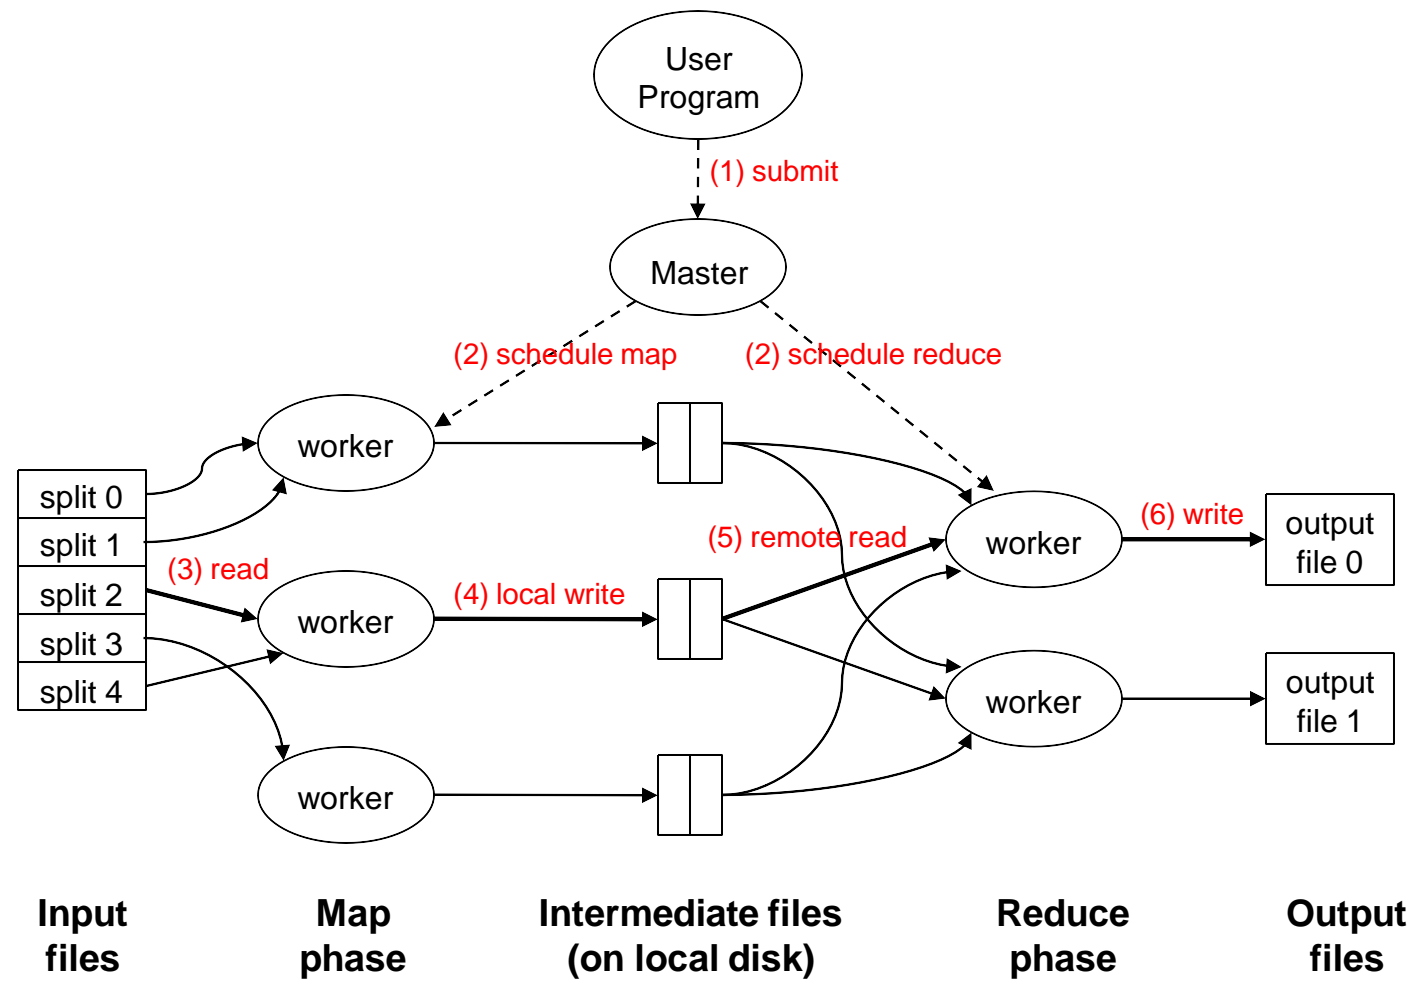 User
Program
(1) submit
Master
(2) schedule map
(2) schedule reduce
worker
split 0
split 1
split 2
split 3
split 4
(3) read
worker
(4) local write
(5) remote read
worker
(6) write
output
file 0
worker
output
file 1
worker
Input
files
Map
phase
Intermediate files
(on local disk)
Reduce
phase
Output
files